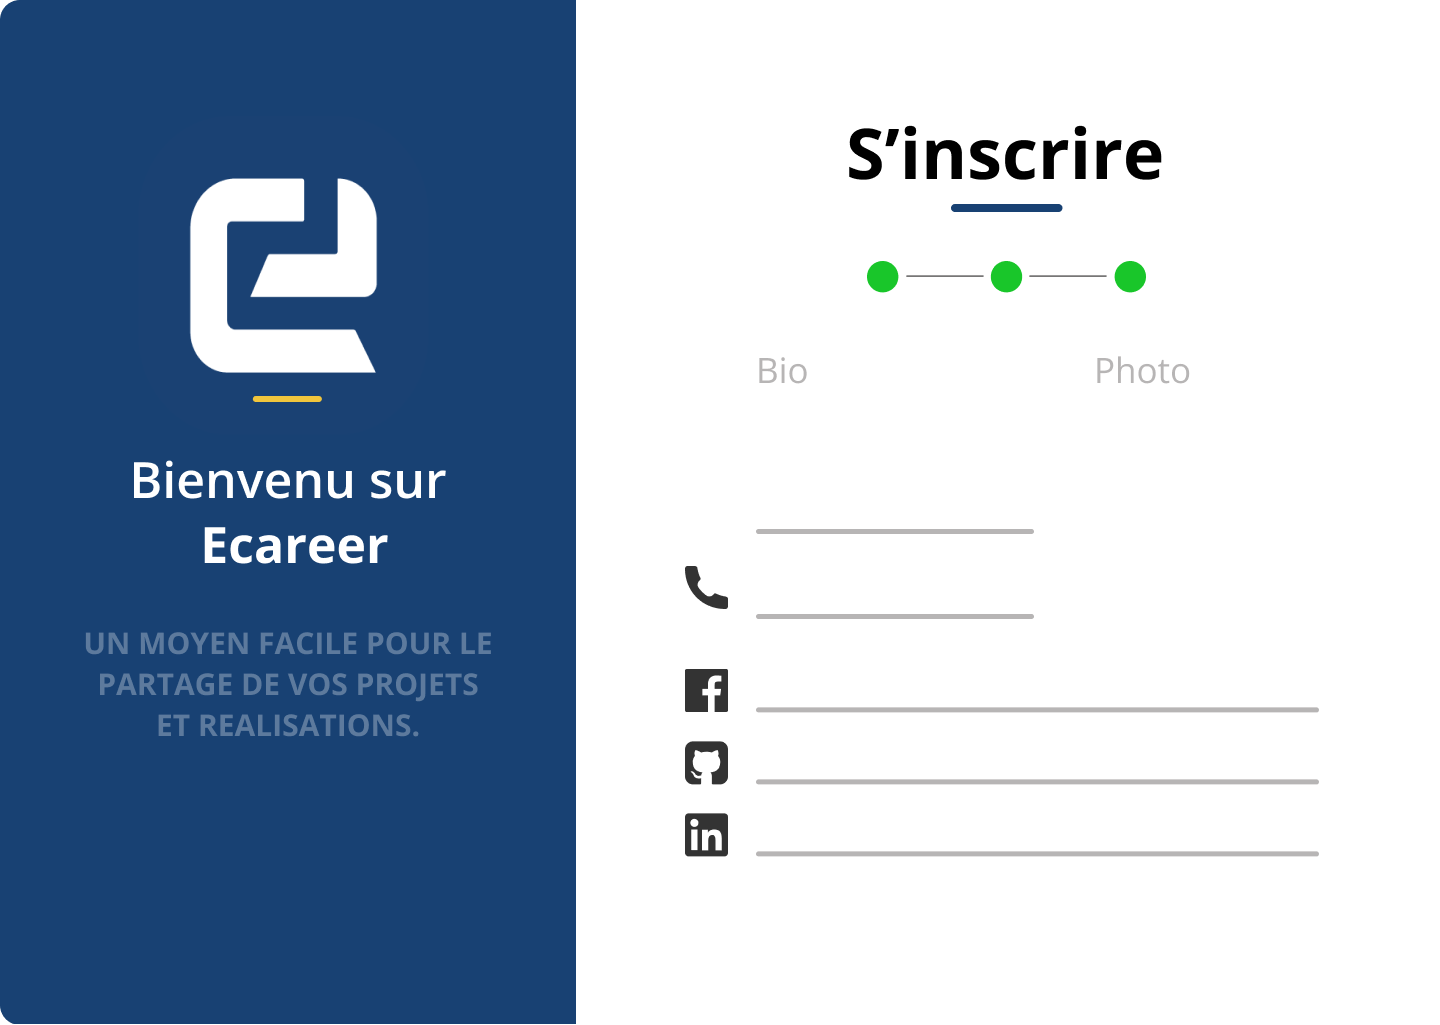 Bienvenu sur
Ecareer
UN MOYEN FACILE POUR LE
PARTAGE DE VOS PROJETS
ET REALISATIONS.
S’inscrire
Bio
Photo